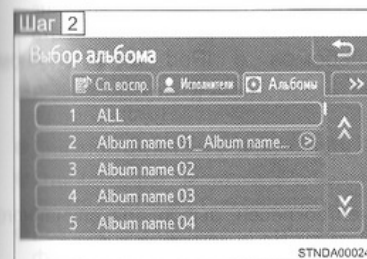 Шаг 2
Выбор альбома
Сп. воспр. Исполнители Альбомы >>
1 ALL
2 Album name 01_Album name...
3 Album name 02
4 Album name 03
5 Album name 04
STNDA00024